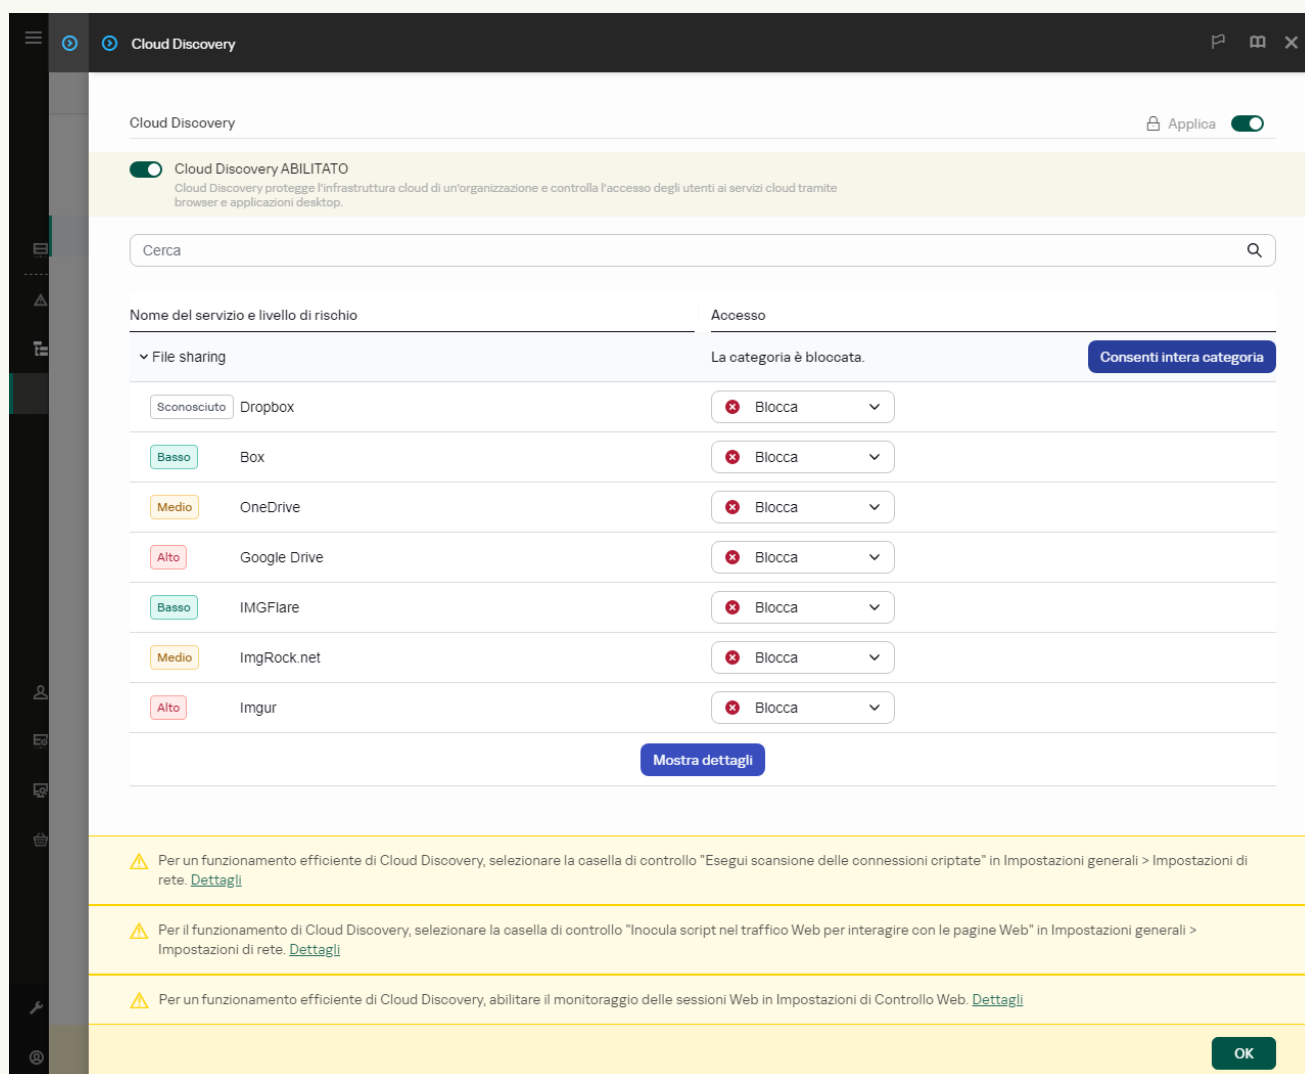 Cloud Discovery
Cloud Discovery
Applica
Cloud Discovery ABILITATO
Cloud Discovery protegge l'infrastruttura cloud di un'organizzazione e controlla l'accesso degli utenti ai servizi cloud tramite
browser e applicazioni desktop.
Cerca
Nome del servizio e livello di rischio
Accesso
File sharing
La categoria è bloccata.
Consenti intera categoria
Sconosciuto Dropbox Blocca
Basso Box Blocca
Medio OneDrive Blocca
Alto Google Drive Blocca
Basso IMGFlare Blocca
Medio ImgRock.net Blocca
Alto Imgur Blocca
Mostra dettagli
Per un funzionamento efficiente di Cloud Discovery, selezionare la casella di controllo "Esegui scansione delle connessioni criptate" in Impostazioni generali > Impostazioni di
rete. Dettagli
Per il funzionamento di Cloud Discovery, selezionare la casella di controllo "Inocula script nel traffico Web per interagire con le pagine Web" in Impostazioni generali >
Impostazioni di rete. Dettagli
Per un funzionamento efficiente di Cloud Discovery, abilitare il monitoraggio delle sessioni Web in Impostazioni di Controllo Web. Dettagli
OK